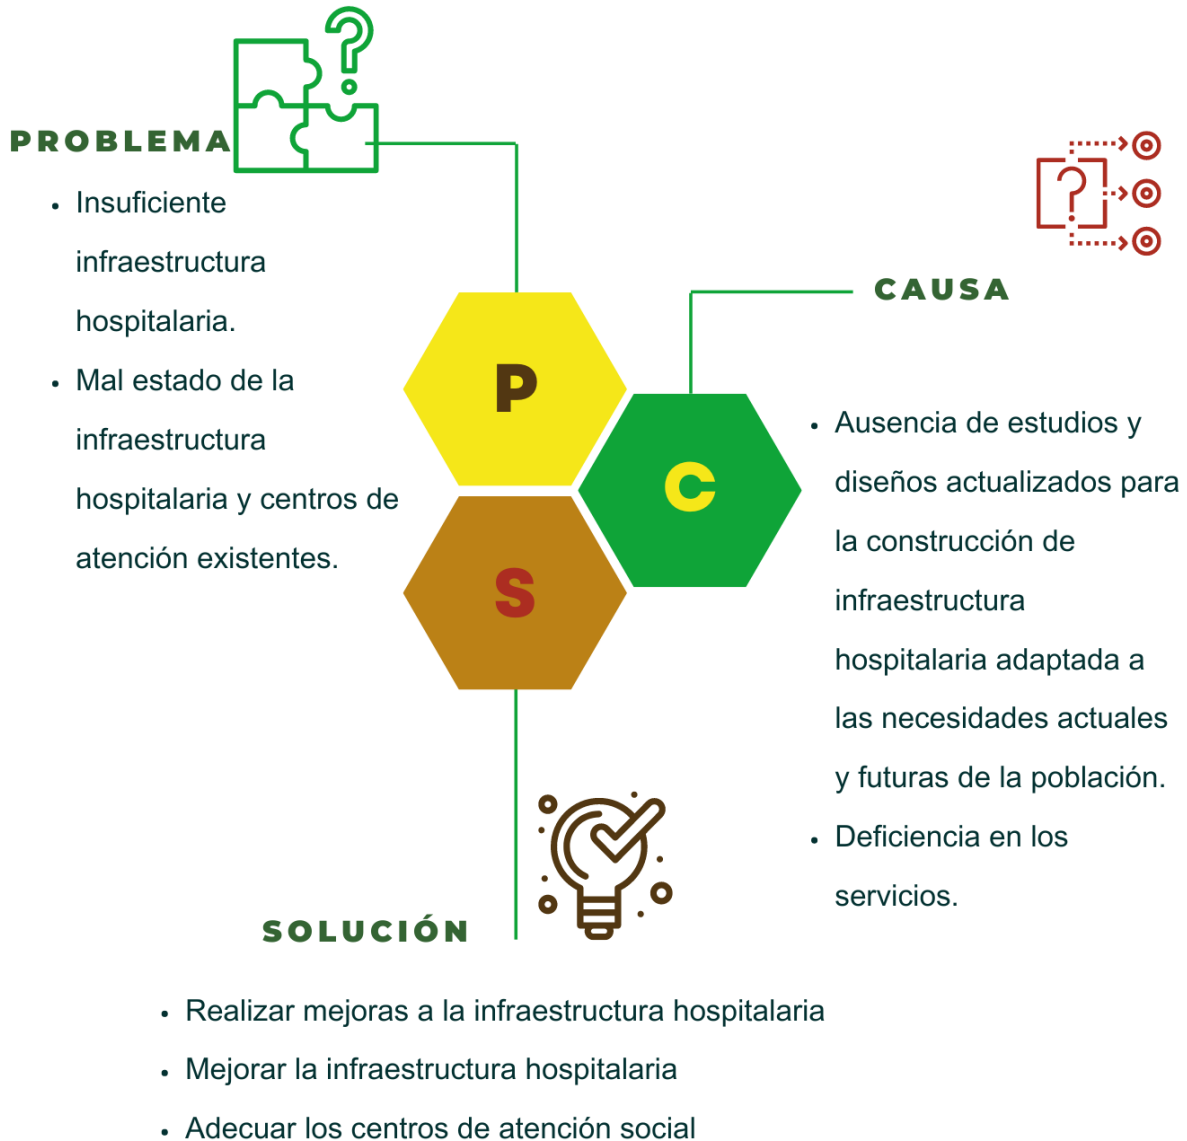 PROBLEMA
• Insuficiente
infraestructura
hospitalaria.
• Mal estado de la
infraestructura
hospitalaria y centros de
atención existentes.
P
C
S
CAUSA
• Ausencia de estudios y
diseños actualizados para
la construcción de
infraestructura
hospitalaria adaptada a
las necesidades actuales
y futuras de la población.
• Deficiencia en los
servicios.
SOLUCIÓN
• Realizar mejoras a la infraestructura hospitalaria
• Mejorar la infraestructura hospitalaria
• Adecuar los centros de atención social